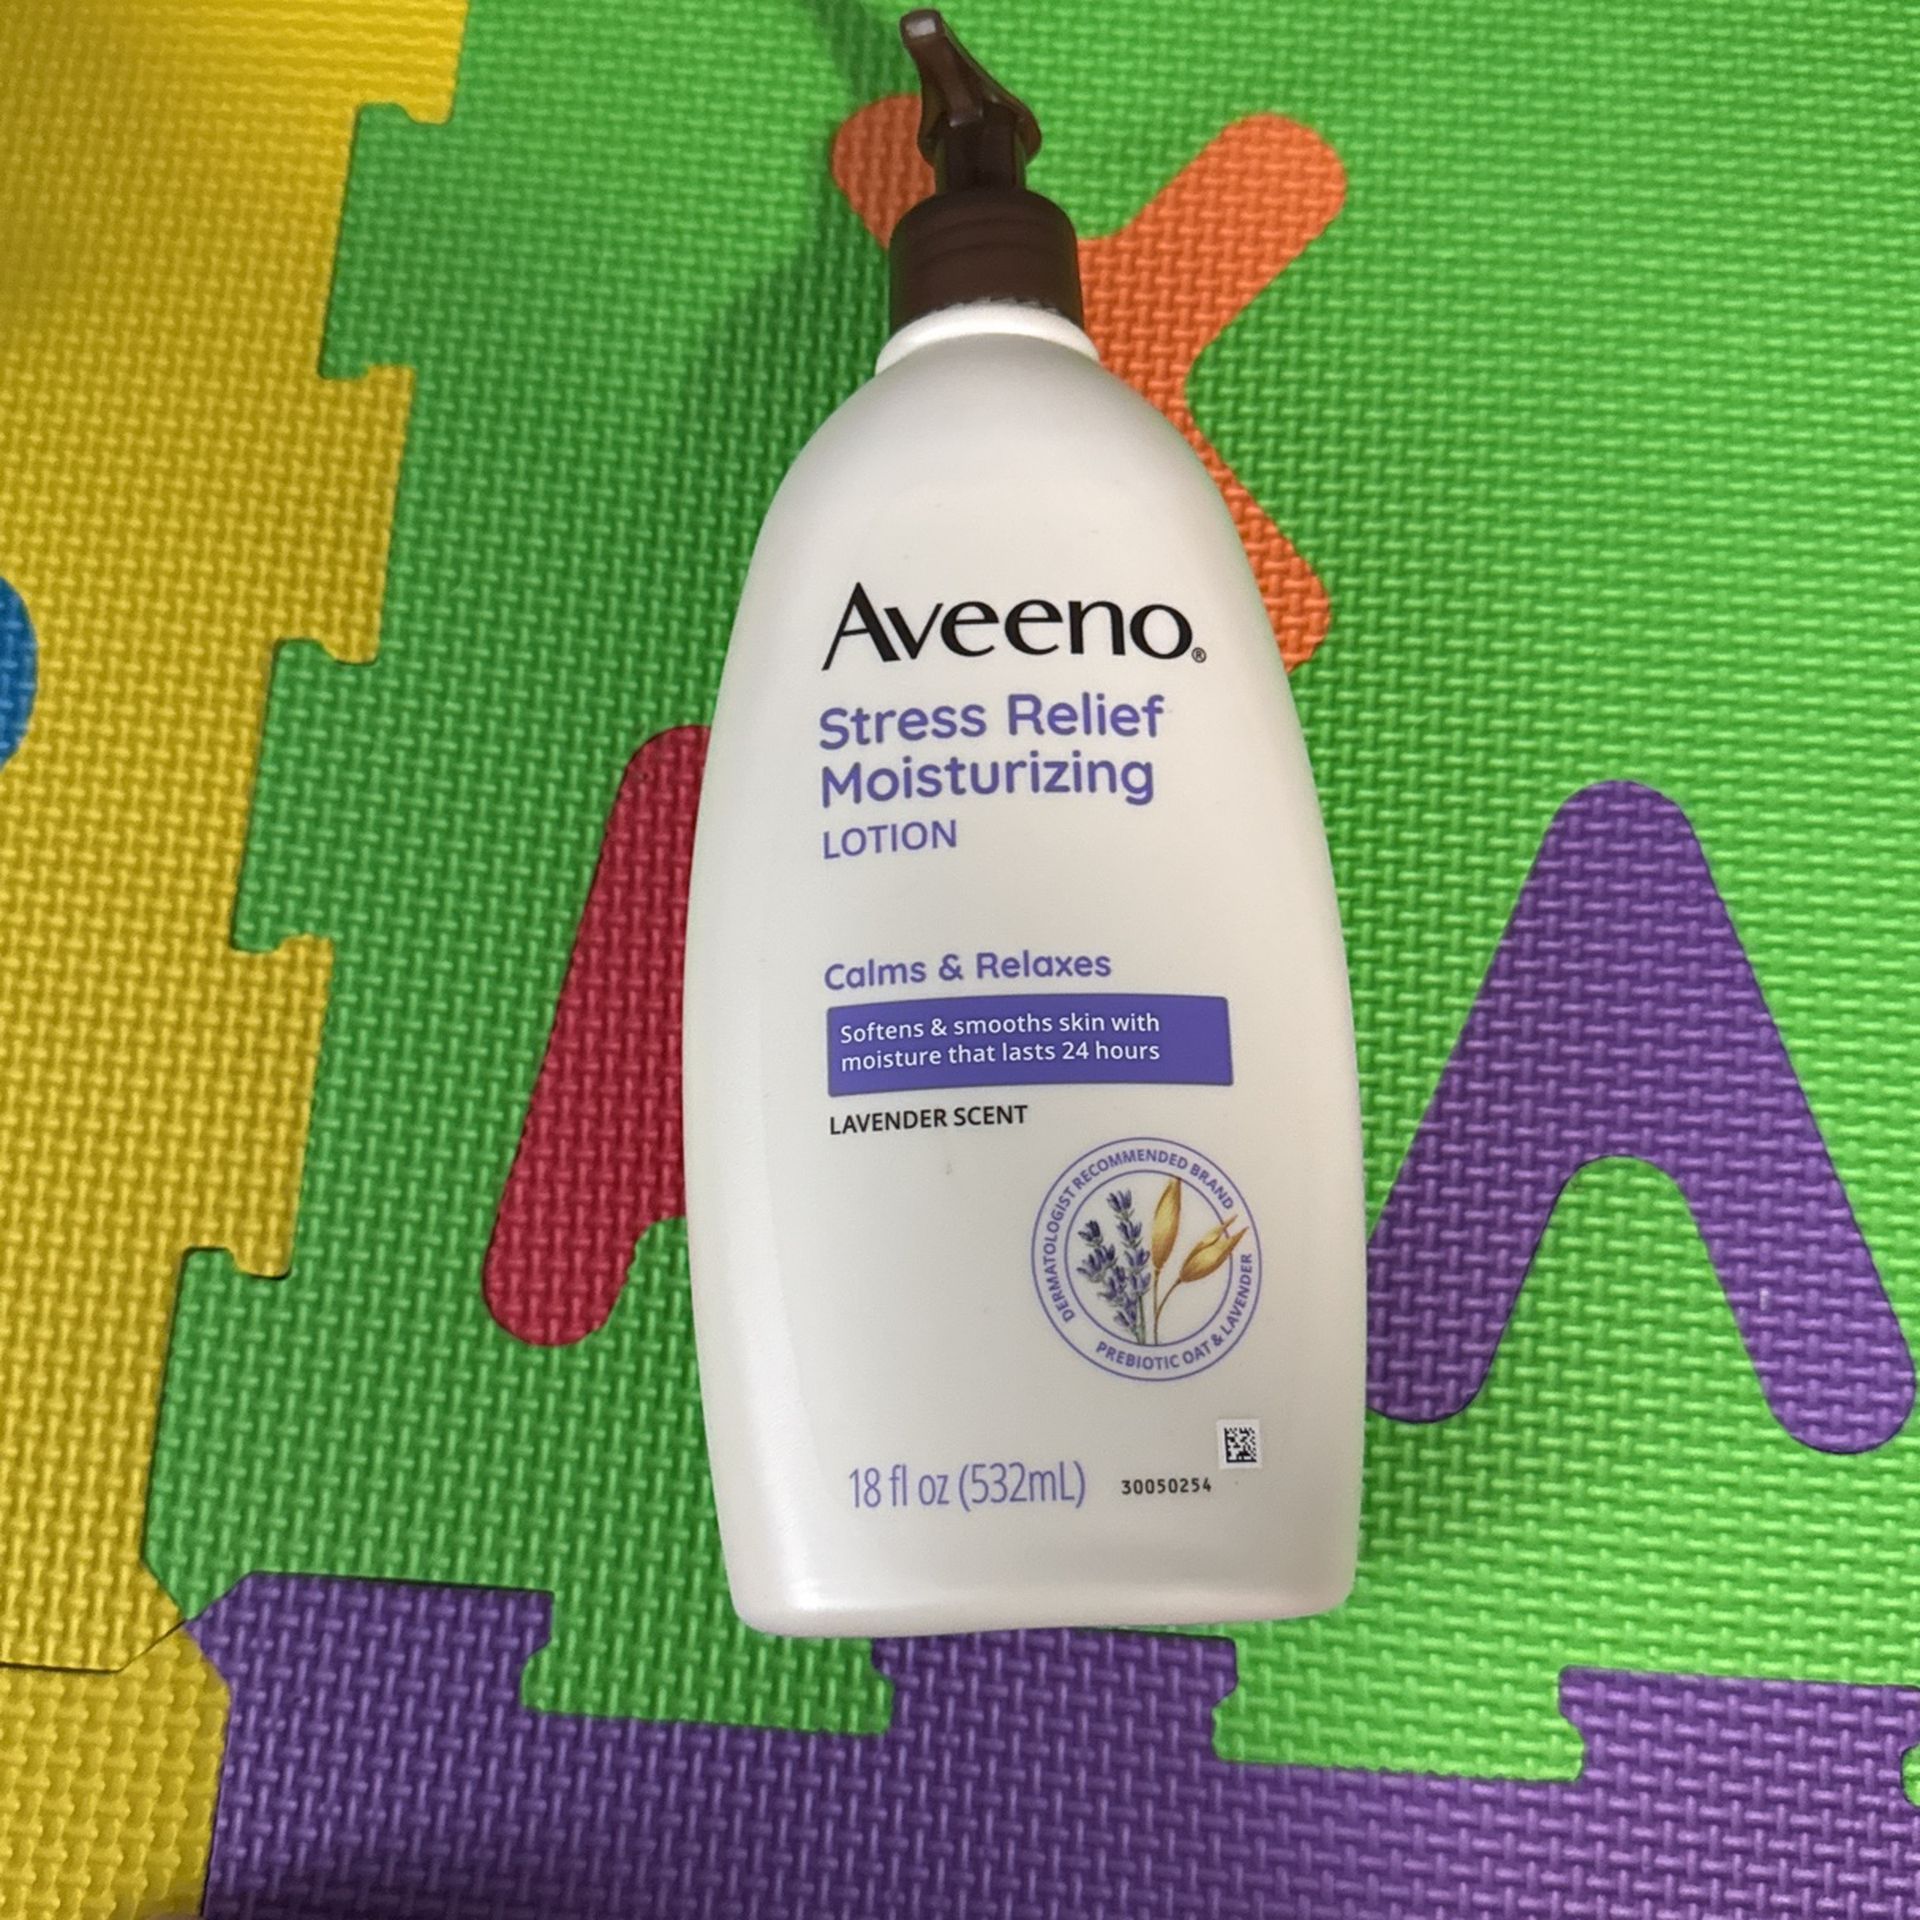 Aveeno®
Stress Relief
Moisturizing
LOTION
Calms & Relaxes
Softens & smooths skin with
moisture that lasts 24 hours
LAVENDER SCENT
DERMATOLOGIST RECOMMENDED BRAND
PREBIOTIC OAT & LAVENDER
18 fl oz (532mL)
30050254